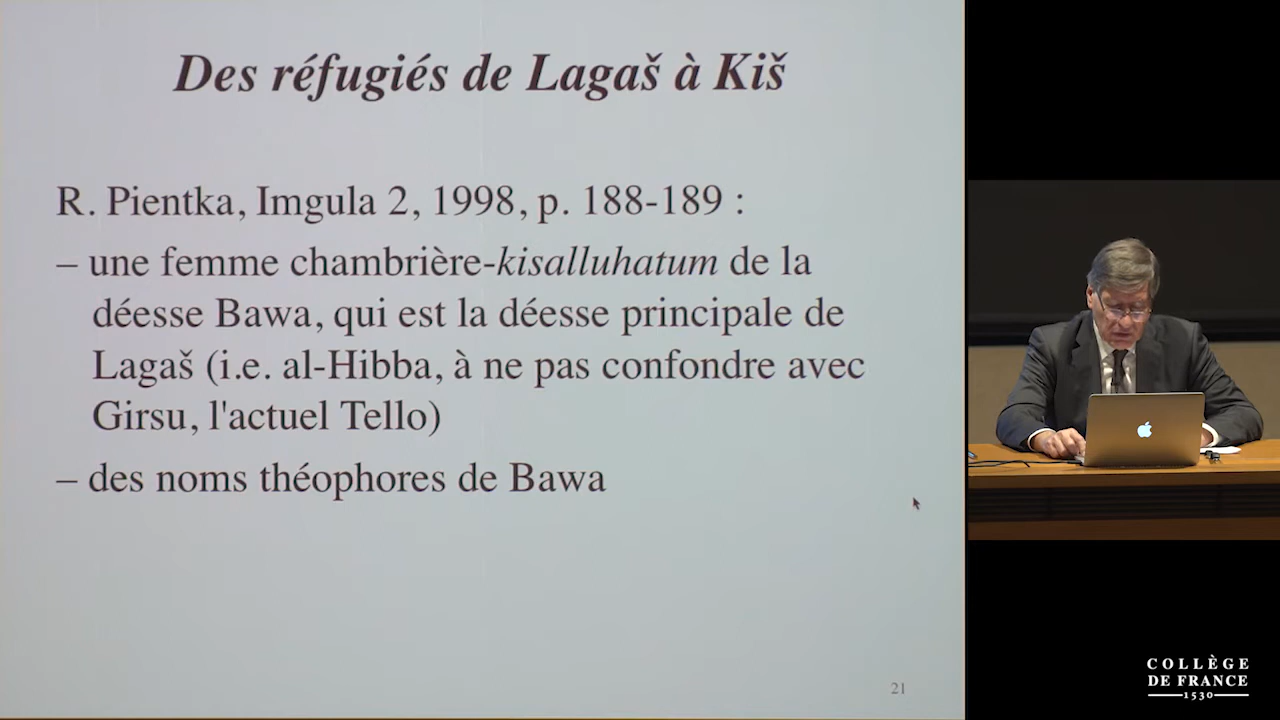 Des réfugiés de Lagaš à Kiš
R. Pientka, Imgula 2, 1998, p. 188-189 :
– une femme chambrière-kisalluhatum de la
déesse Bawa, qui est la déesse principale de
Lagaš (i.e. al-Hibba, à ne pas confondre avec
Girsu, l'actuel Tello)
– des noms théophores de Bawa
21
COLLÈGE
DE FRANCE
1530